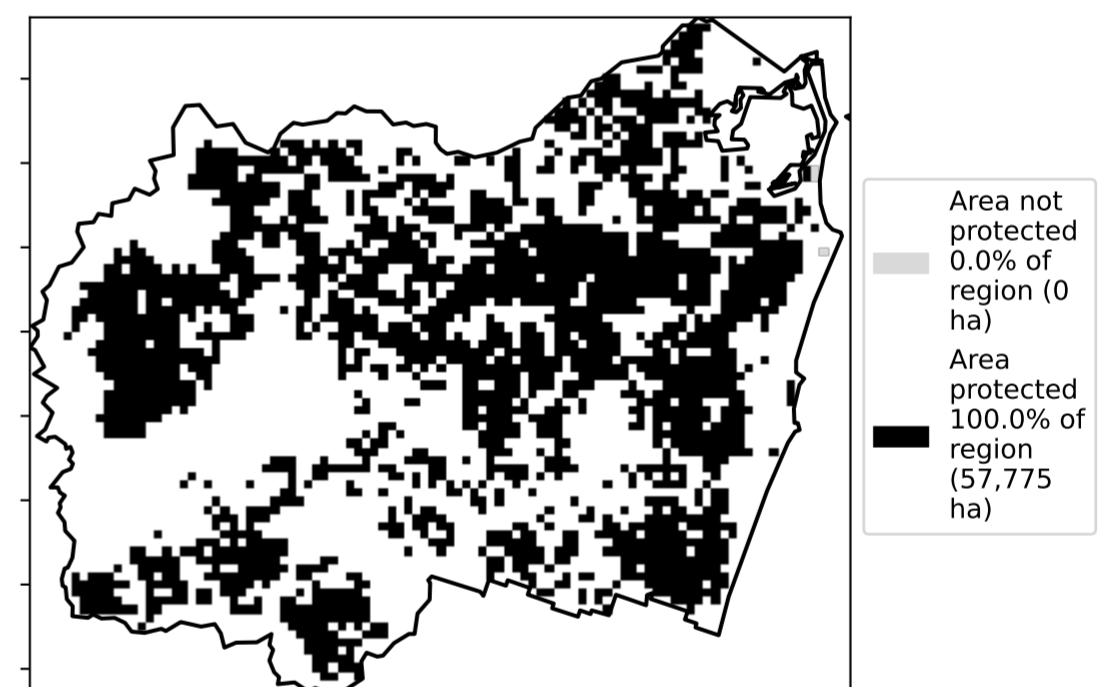 Area not
protected
0.0% of
region (0
ha)
Area
protected
100.0% of
region
(57,775
ha)